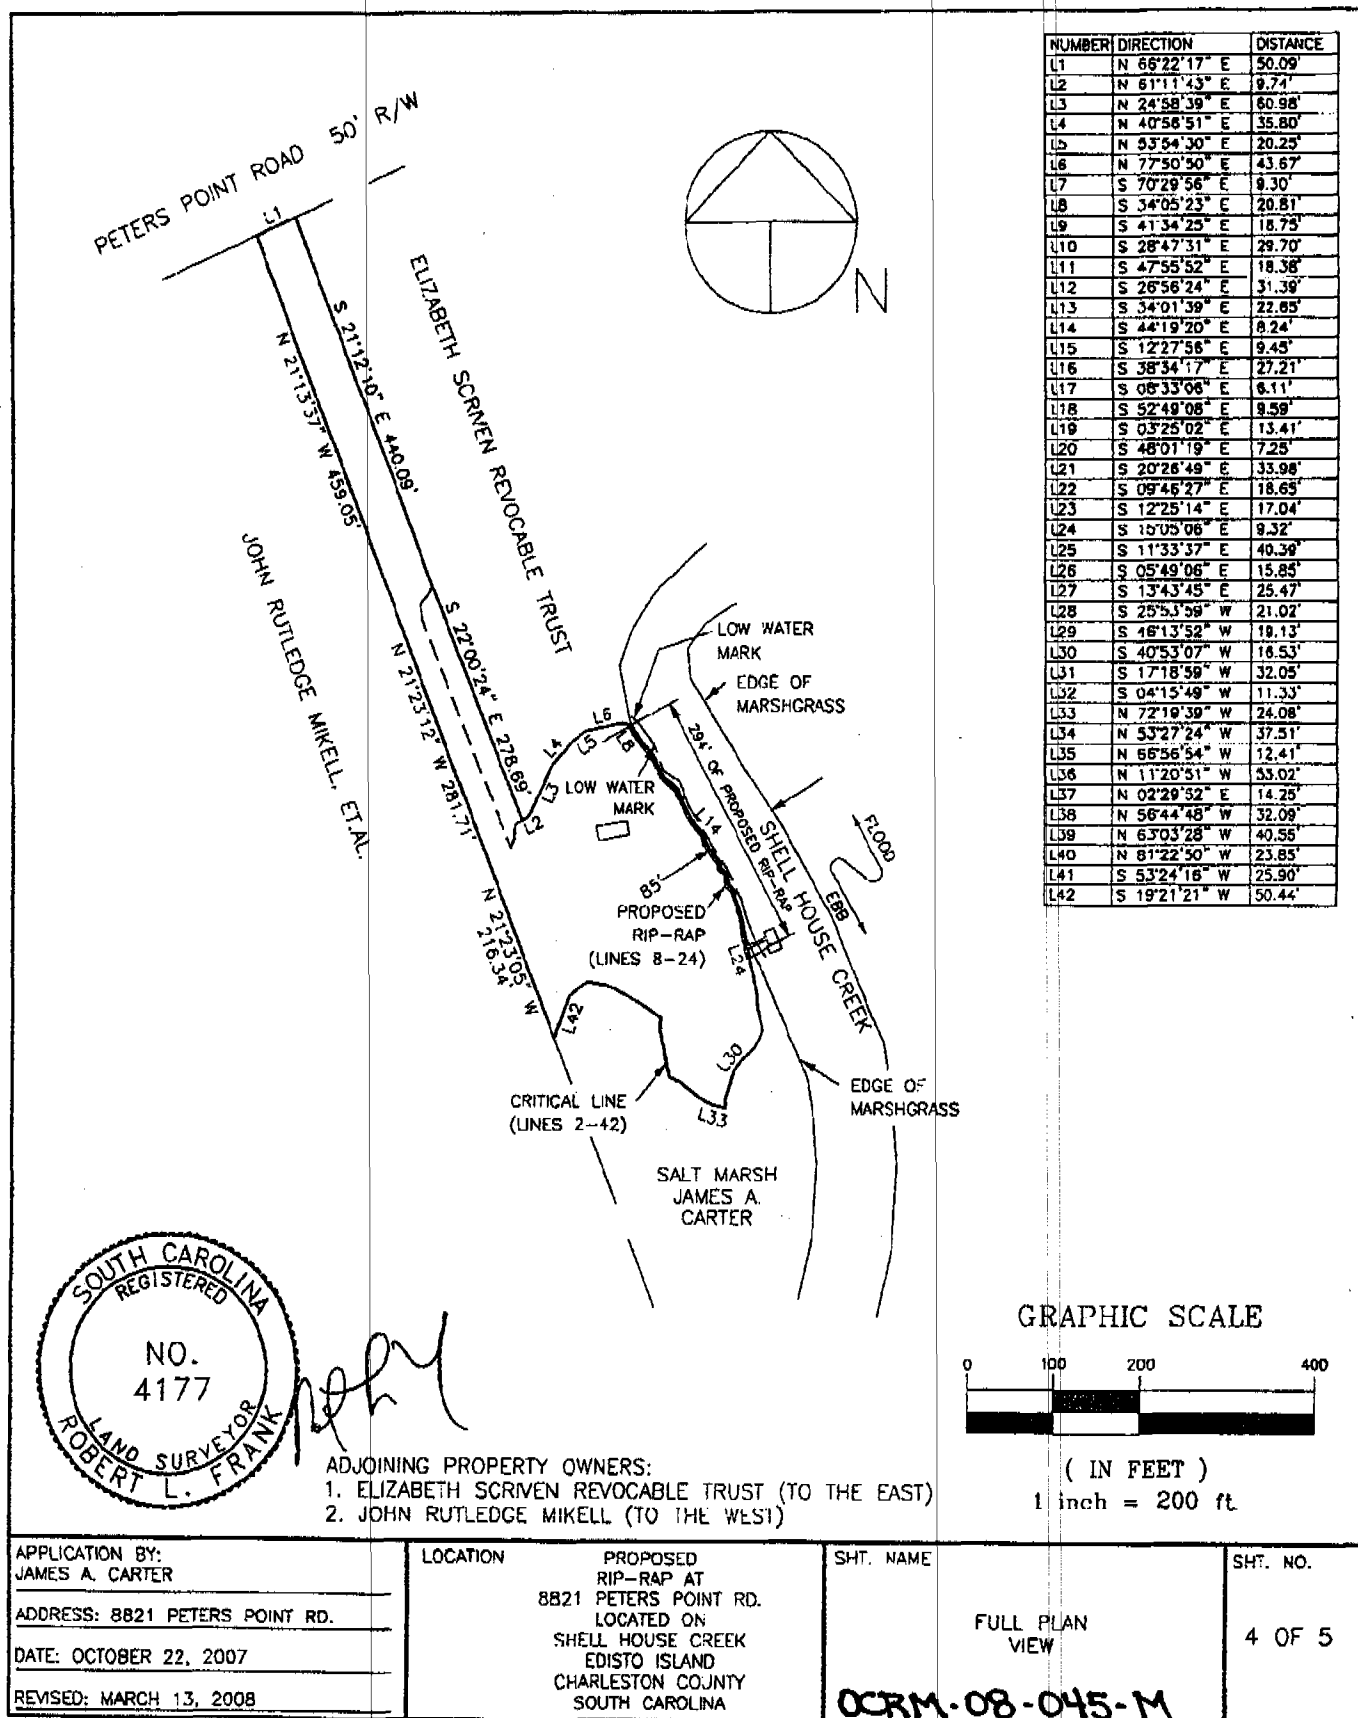 NUMBER DIRECTION DISTANCE
L1 N 66°22'17" E 50.09'
L2 N 61°11'43" E 9.74'
L3 N 24°58'39" E 60.98'
L4 N 40°56'51" E 35.80'
L5 N 53°54'30" E 20.25'
L6 N 77°50'50" E 43.67'
L7 S 70°29'56" E 9.30'
L8 S 34°05'23" E 20.81'
L9 S 41°34'25" E 18.75'
L10 S 28°47'31" E 29.70'
L11 S 47°55'52" E 18.38'
L12 S 26°56'24" E 31.39'
L13 S 34°01'39" E 22.65'
L14 S 44°19'20" E 8.24'
L15 S 12°27'56" E 9.45'
L16 S 38°34'17" E 27.21'
L17 S 08°33'06" E 6.11'
L18 S 52°49'08" E 9.59'
L19 S 03°25'02" E 13.41'
L20 S 48°01'19" E 7.25'
L21 S 20°28'49" E 33.98'
L22 S 09°46'27" E 18.65'
L23 S 12°25'14" E 17.04'
L24 S 15°05'06" E 9.32'
L25 S 11°33'37" E 40.39'
L26 S 05°49'06" E 15.85'
L27 S 13°43'45" E 25.47'
L28 S 25°53'59" W 21.02'
L29 S 46°13'52" W 19.13'
L30 S 40°53'07" W 16.53'
L31 S 17°18'59" W 32.05'
L32 S 04°15'49" W 11.33'
L33 N 72°19'39" W 24.08'
L34 N 53°27'24" W 37.51'
L35 N 66°56'54" W 12.41'
L36 N 11°20'51" W 53.02'
L37 N 02°29'52" E 14.25'
L38 N 56°44'48" W 32.09'
L39 N 63°03'28" W 40.55'
L40 N 81°22'50" W 23.85'
L41 S 53°24'16" W 25.90'
L42 S 19°21'21" W 50.44'
PETERS POINT ROAD 50' R/W
L1
N
S 21°12'10" E 440.09'
N 21°13'37" W 459.05'
ELIZABETH SCRIVEN REVOCABLE TRUST
JOHN RUTLEDGE MIKELL, ET.AL.
S 22°00'24" E 278.69'
N 21°23'12" W 281.71'
N 21°23'05" W
216.34'
LOW WATER
MARK
EDGE OF
MARSHGRASS
L6
L5
L8
L4
L3
L2
LOW WATER
MARK
L14
294' OF PROPOSED RIP-RAP
SHELL HOUSE CREEK
FLOOD
EBB
85'
PROPOSED
RIP-RAP
(LINES 8-24)
L24
L42
L30
L33
CRITICAL LINE
(LINES 2-42)
EDGE OF
MARSHGRASS
SALT MARSH
JAMES A.
CARTER
SOUTH CAROLINA
REGISTERED
NO.
4177
LAND SURVEYOR
ROBERT L. FRANK
GRAPHIC SCALE
0 100 200 400
( IN FEET )
1 inch = 200 ft.
ADJOINING PROPERTY OWNERS:
1. ELIZABETH SCRIVEN REVOCABLE TRUST (TO THE EAST)
2. JOHN RUTLEDGE MIKELL (TO THE WEST)
APPLICATION BY:
JAMES A. CARTER
ADDRESS: 8821 PETERS POINT RD.
DATE: OCTOBER 22, 2007
REVISED: MARCH 13, 2008
LOCATION
PROPOSED
RIP-RAP AT
8821 PETERS POINT RD.
LOCATED ON
SHELL HOUSE CREEK
EDISTO ISLAND
CHARLESTON COUNTY
SOUTH CAROLINA
SHT. NAME
FULL PLAN
VIEW
OCRM-08-045-M
SHT. NO.
4 OF 5